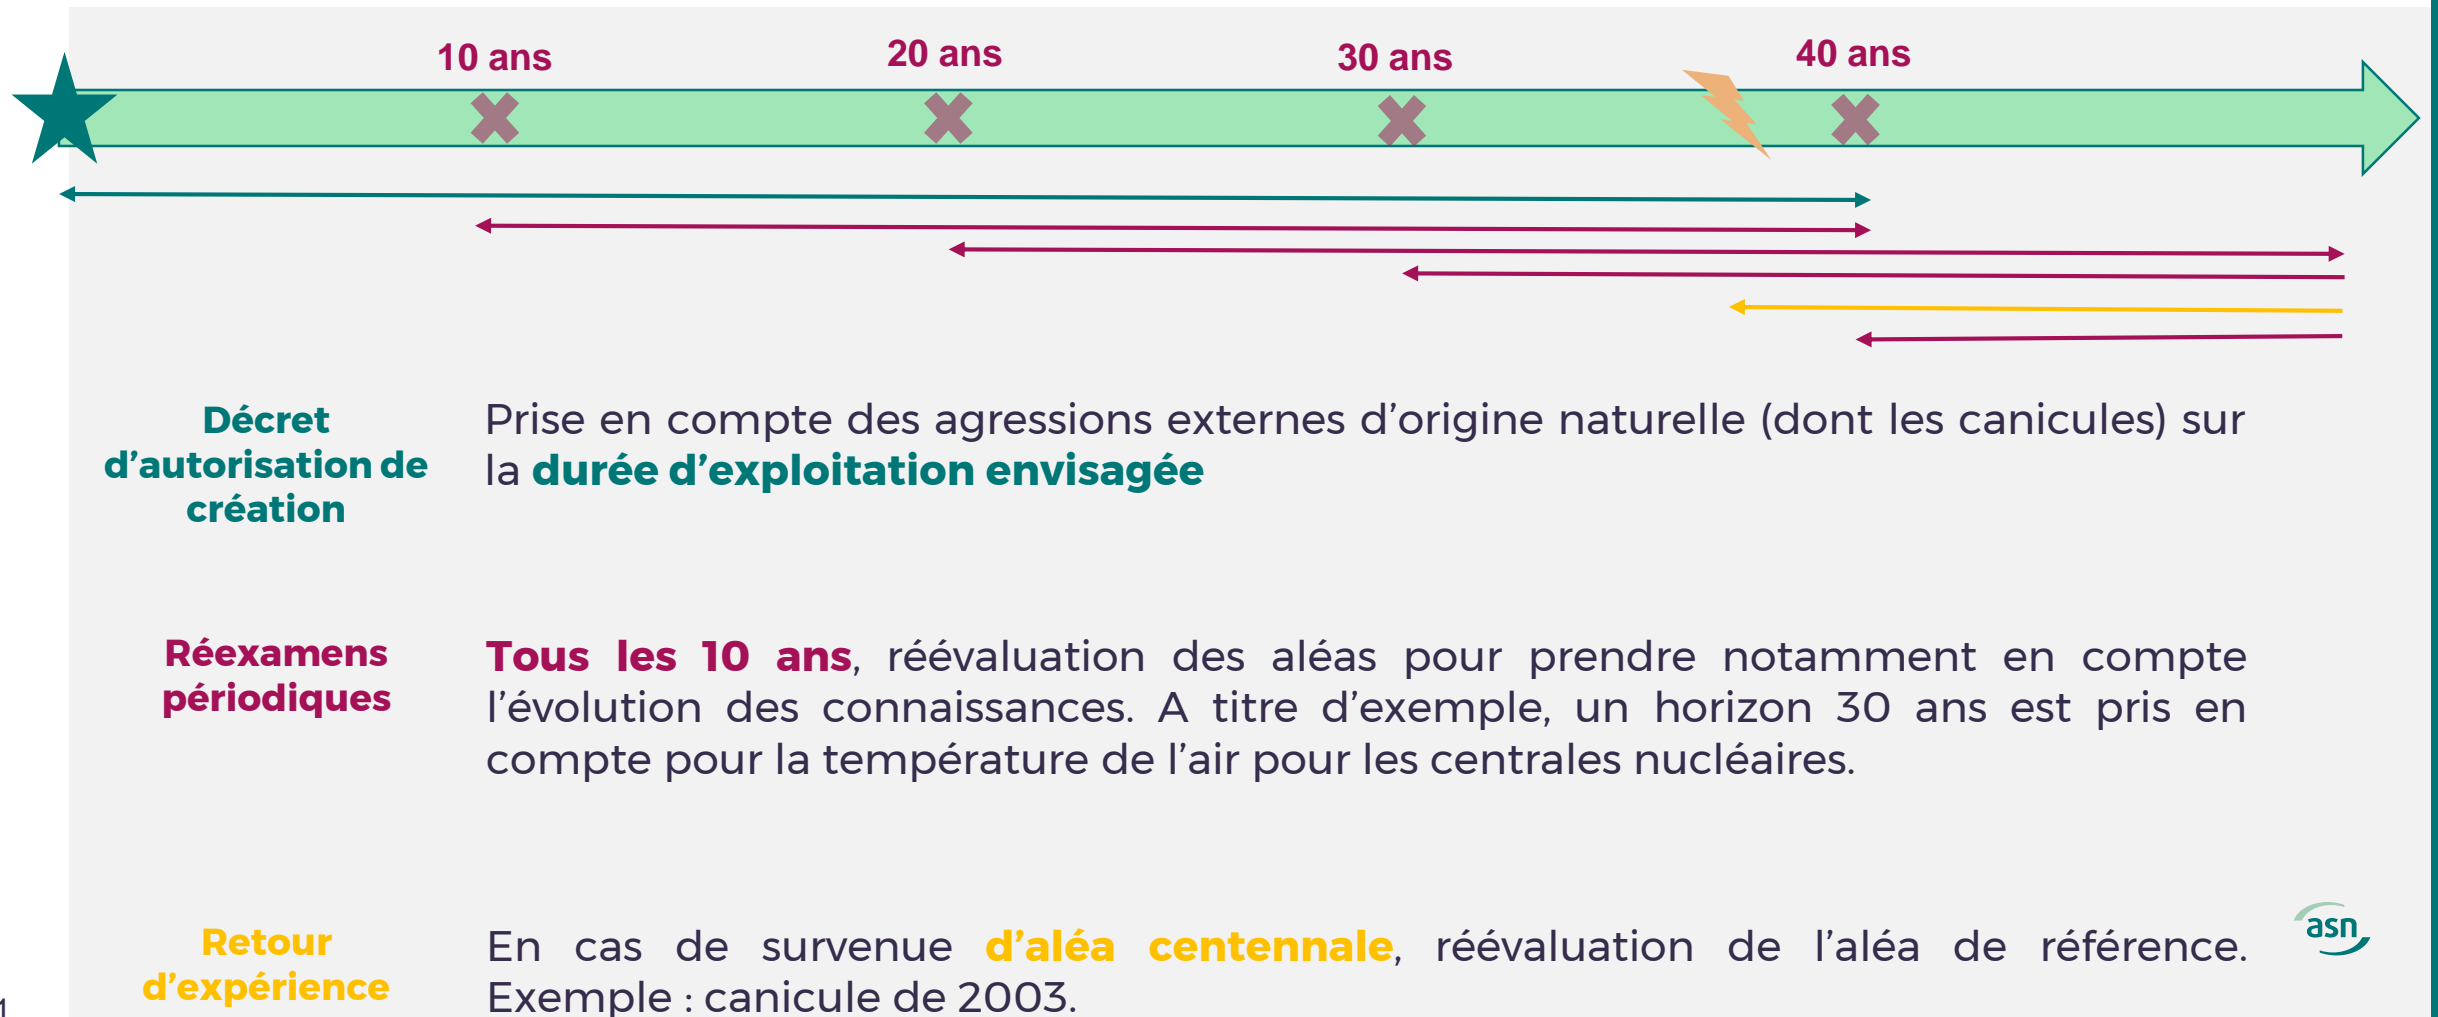 10 ans
20 ans
30 ans
40 ans
Décret
d’autorisation de
création
Prise en compte des agressions externes d’origine naturelle (dont les canicules) sur
la durée d’exploitation envisagée
Réexamens
périodiques
Tous les 10 ans, réévaluation des aléas pour prendre notamment en compte
l’évolution des connaissances. A titre d’exemple, un horizon 30 ans est pris en
compte pour la température de l’air pour les centrales nucléaires.
Retour
d’expérience
En cas de survenue d’aléa centennale, réévaluation de l’aléa de référence.
Exemple : canicule de 2003.
asn
1